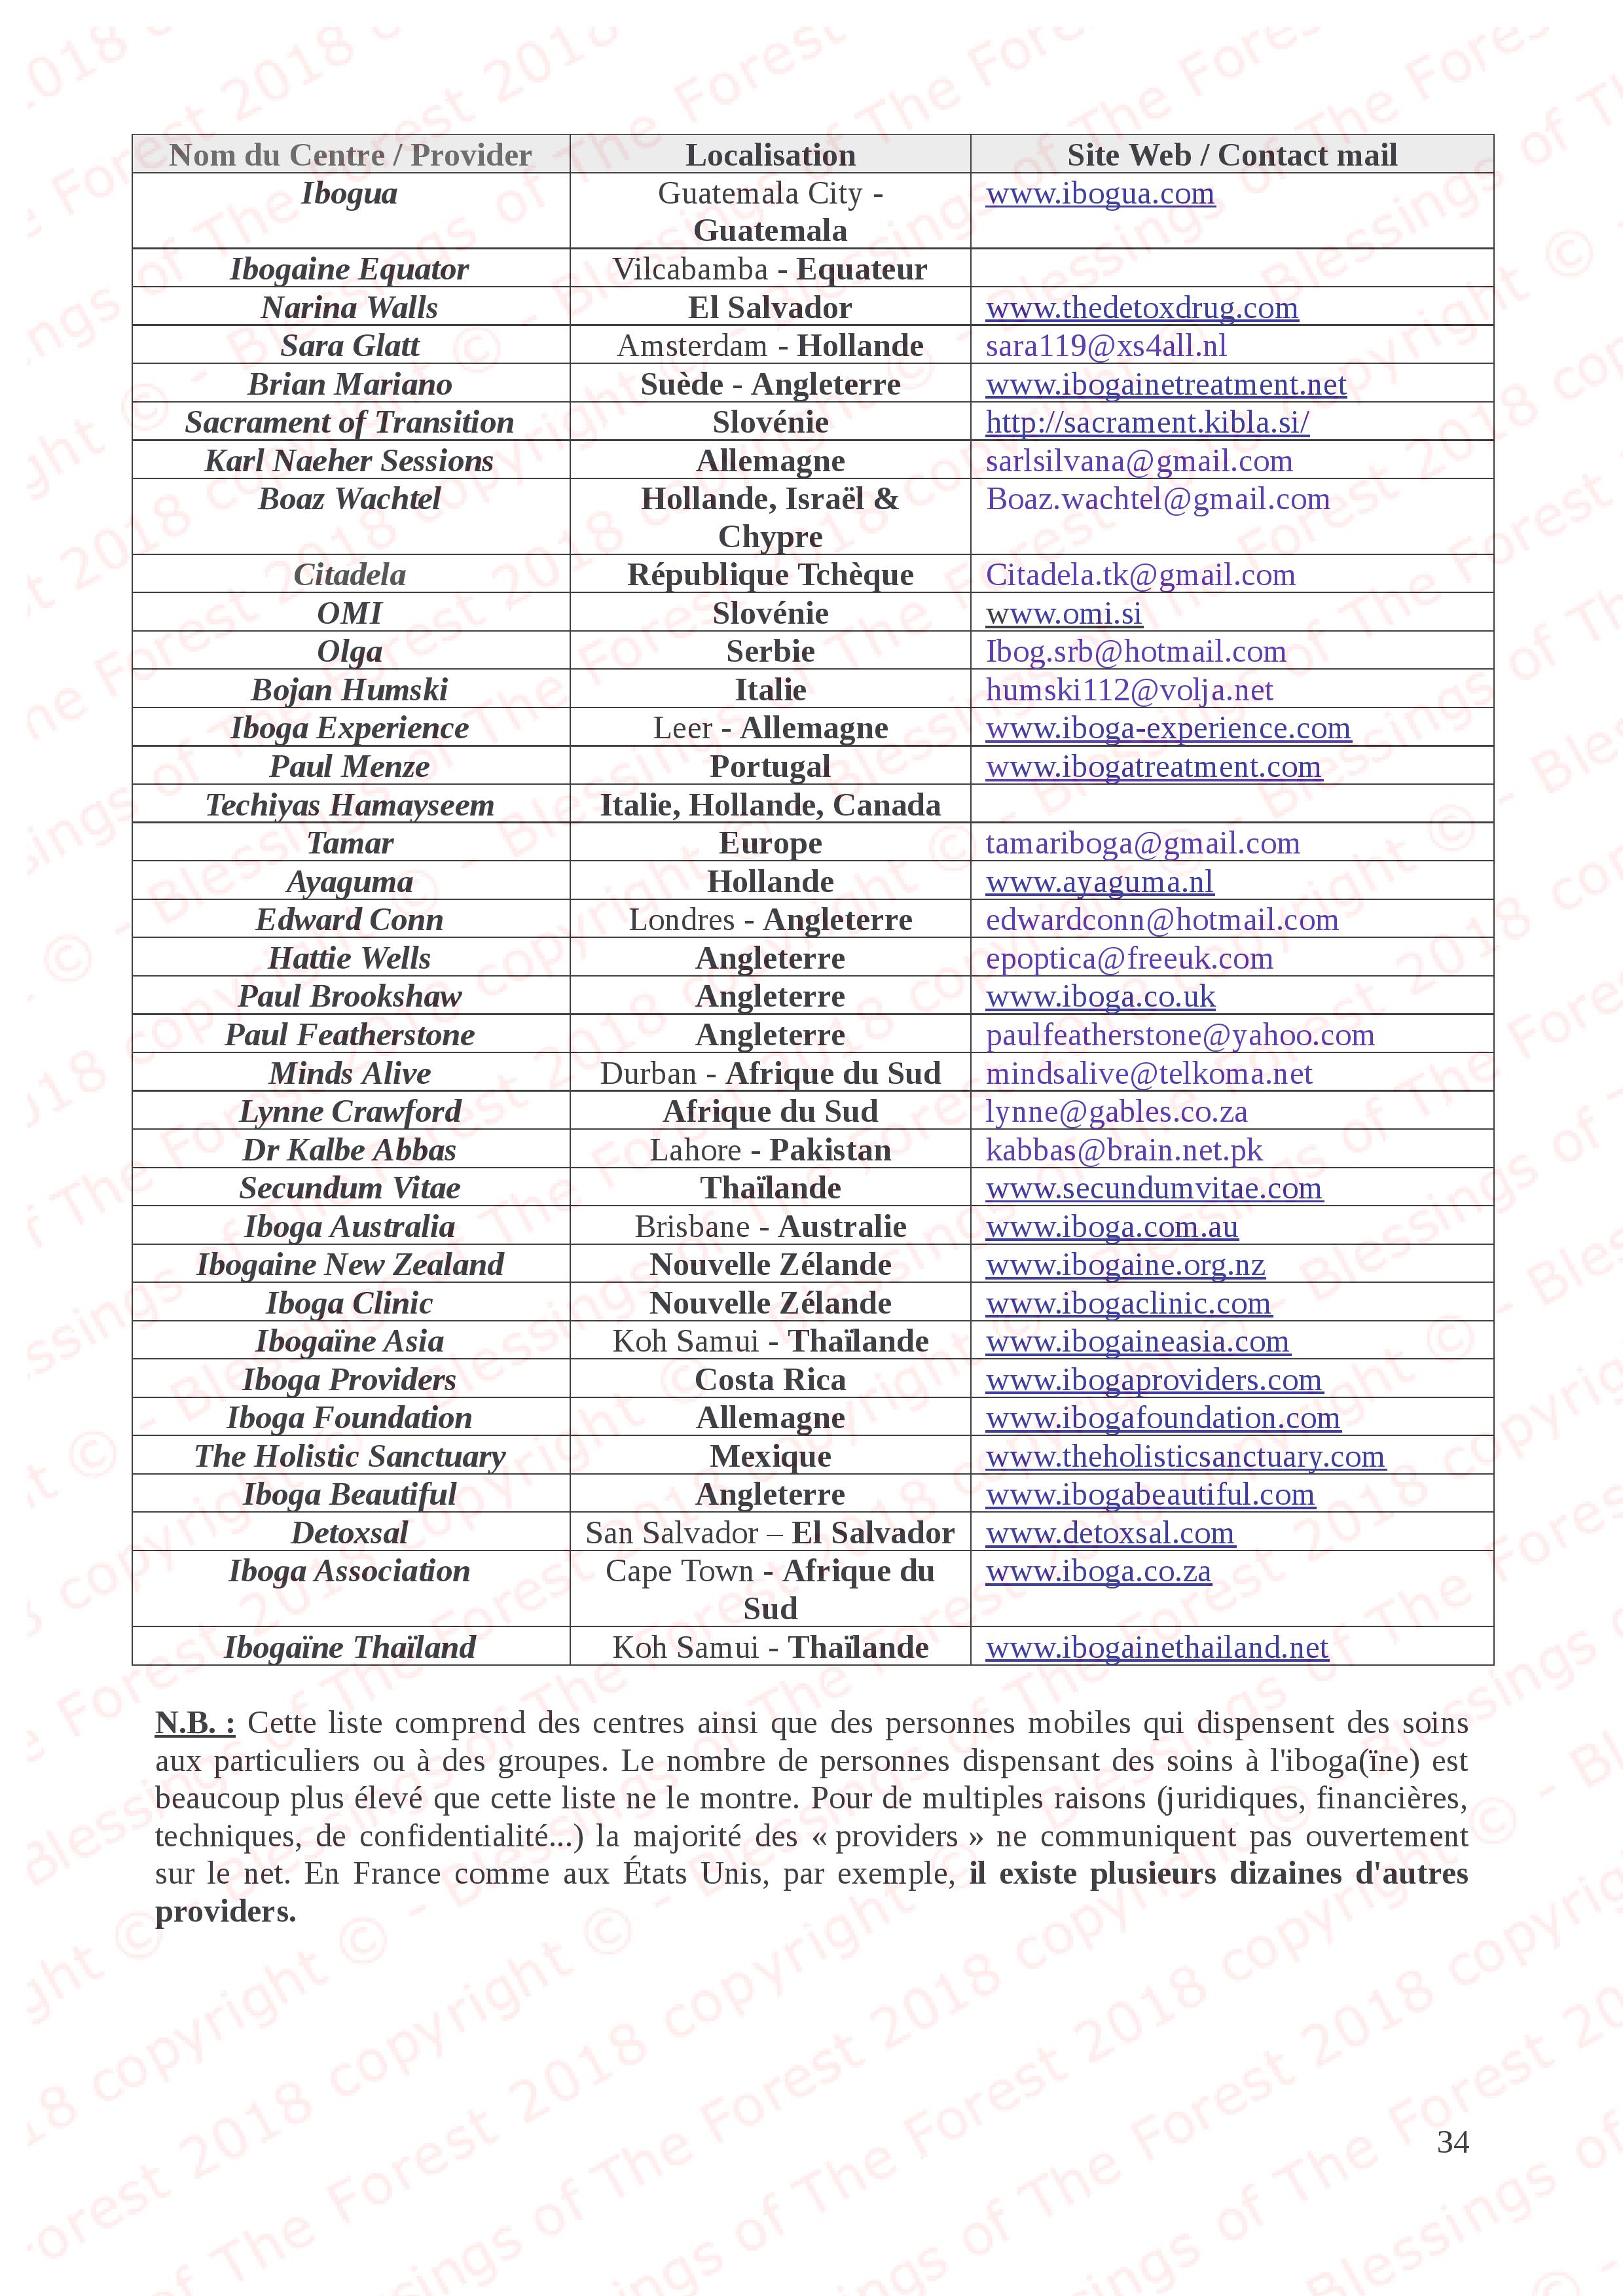 Nom du Centre / Provider Localisation Site Web / Contact mail
Ibogua Guatemala City - www.ibogua.com
Guatemala
Ibogaine Equator Vilcabamba - Equateur
Narina Walls El Salvador www.thedetoxdrug.com
Sara Glatt Amsterdam - Hollande sara119@xs4all.nl
Brian Mariano Suède - Angleterre www.ibogainetreatment.net
Sacrament of Transition Slovénie http://sacrament.kibla.si/
Karl Naeher Sessions Allemagne sarlsilvana@gmail.com
Boaz Wachtel Hollande, Israël & Boaz.wachtel@gmail.com
Chypre
Citadela République Tchèque Citadela.tk@gmail.com
OMI Slovénie www.omi.si
Olga Serbie Ibog.srb@hotmail.com
Bojan Humski Italie humski112@volja.net
Iboga Experience Leer - Allemagne www.iboga-experience.com
Paul Menze Portugal www.ibogatreatment.com
Techiyas Hamayseem Italie, Hollande, Canada
Tamar Europe tamariboga@gmail.com
Ayaguma Hollande www.ayaguma.nl
Edward Conn Londres - Angleterre edwardconn@hotmail.com
Hattie Wells Angleterre epoptica@freeuk.com
Paul Brookshaw Angleterre www.iboga.co.uk
Paul Featherstone Angleterre paulfeatherstone@yahoo.com
Minds Alive Durban - Afrique du Sud mindsalive@telkoma.net
Lynne Crawford Afrique du Sud lynne@gables.co.za
Dr Kalbe Abbas Lahore - Pakistan kabbas@brain.net.pk
Secundum Vitae Thaïlande www.secundumvitae.com
Iboga Australia Brisbane - Australie www.iboga.com.au
Ibogaine New Zealand Nouvelle Zélande www.ibogaine.org.nz
Iboga Clinic Nouvelle Zélande www.ibogaclinic.com
Ibogaïne Asia Koh Samui - Thaïlande www.ibogaineasia.com
Iboga Providers Costa Rica www.ibogaproviders.com
Iboga Foundation Allemagne www.ibogafoundation.com
The Holistic Sanctuary Mexique www.theholisticsanctuary.com
Iboga Beautiful Angleterre www.ibogabeautiful.com
Detoxsal San Salvador – El Salvador www.detoxsal.com
Iboga Association Cape Town - Afrique du www.iboga.co.za
Sud
Ibogaïne Thaïland Koh Samui - Thaïlande www.ibogainethailand.net
N.B. : Cette liste comprend des centres ainsi que des personnes mobiles qui dispensent des soins
aux particuliers ou à des groupes. Le nombre de personnes dispensant des soins à l'iboga(ïne) est
beaucoup plus élevé que cette liste ne le montre. Pour de multiples raisons (juridiques, financières,
techniques, de confidentialité...) la majorité des « providers » ne communiquent pas ouvertement
sur le net. En France comme aux États Unis, par exemple, il existe plusieurs dizaines d'autres
providers.
34
Blessings of The Forest 2018 copyright ©